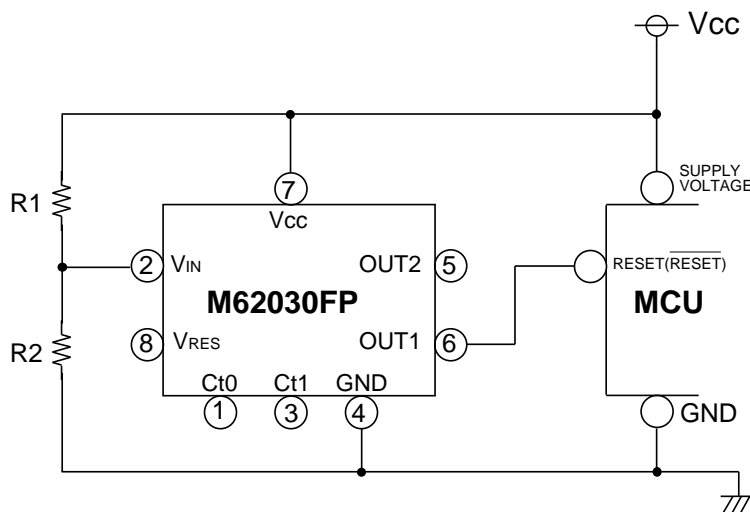 Vcc
SUPPLY
VOLTAGE
7
R1
Vcc
2
VIN
OUT2
5
RESET(RESET)
M62030FP
MCU
R2
8
VRES
OUT1
6
Ct0
Ct1
GND
1
3
4
GND